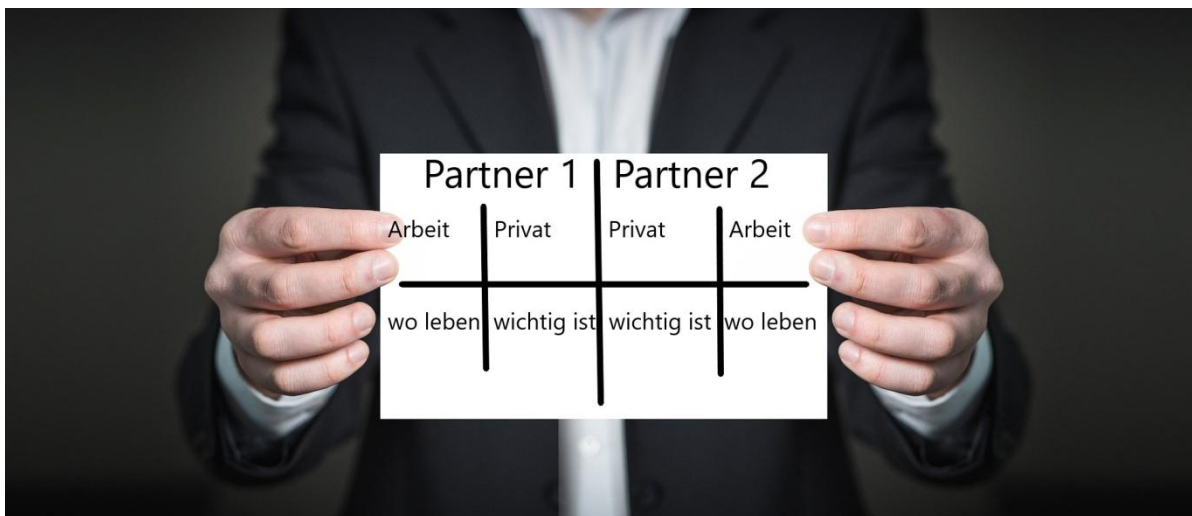 Partner 1 Partner 2
Arbeit Privat Privat Arbeit
wo leben wichtig ist wichtig ist wo leben